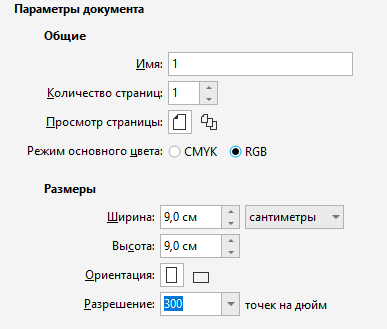 Параметры документа
Общие
Имя: 1
Количество страниц: 1
Просмотр страницы:
Режим основного цвета: CMYK RGB
Размеры
Ширина: 9,0 см сантиметры
Высота: 9,0 см
Ориентация:
Разрешение: 300 точек на дюйм